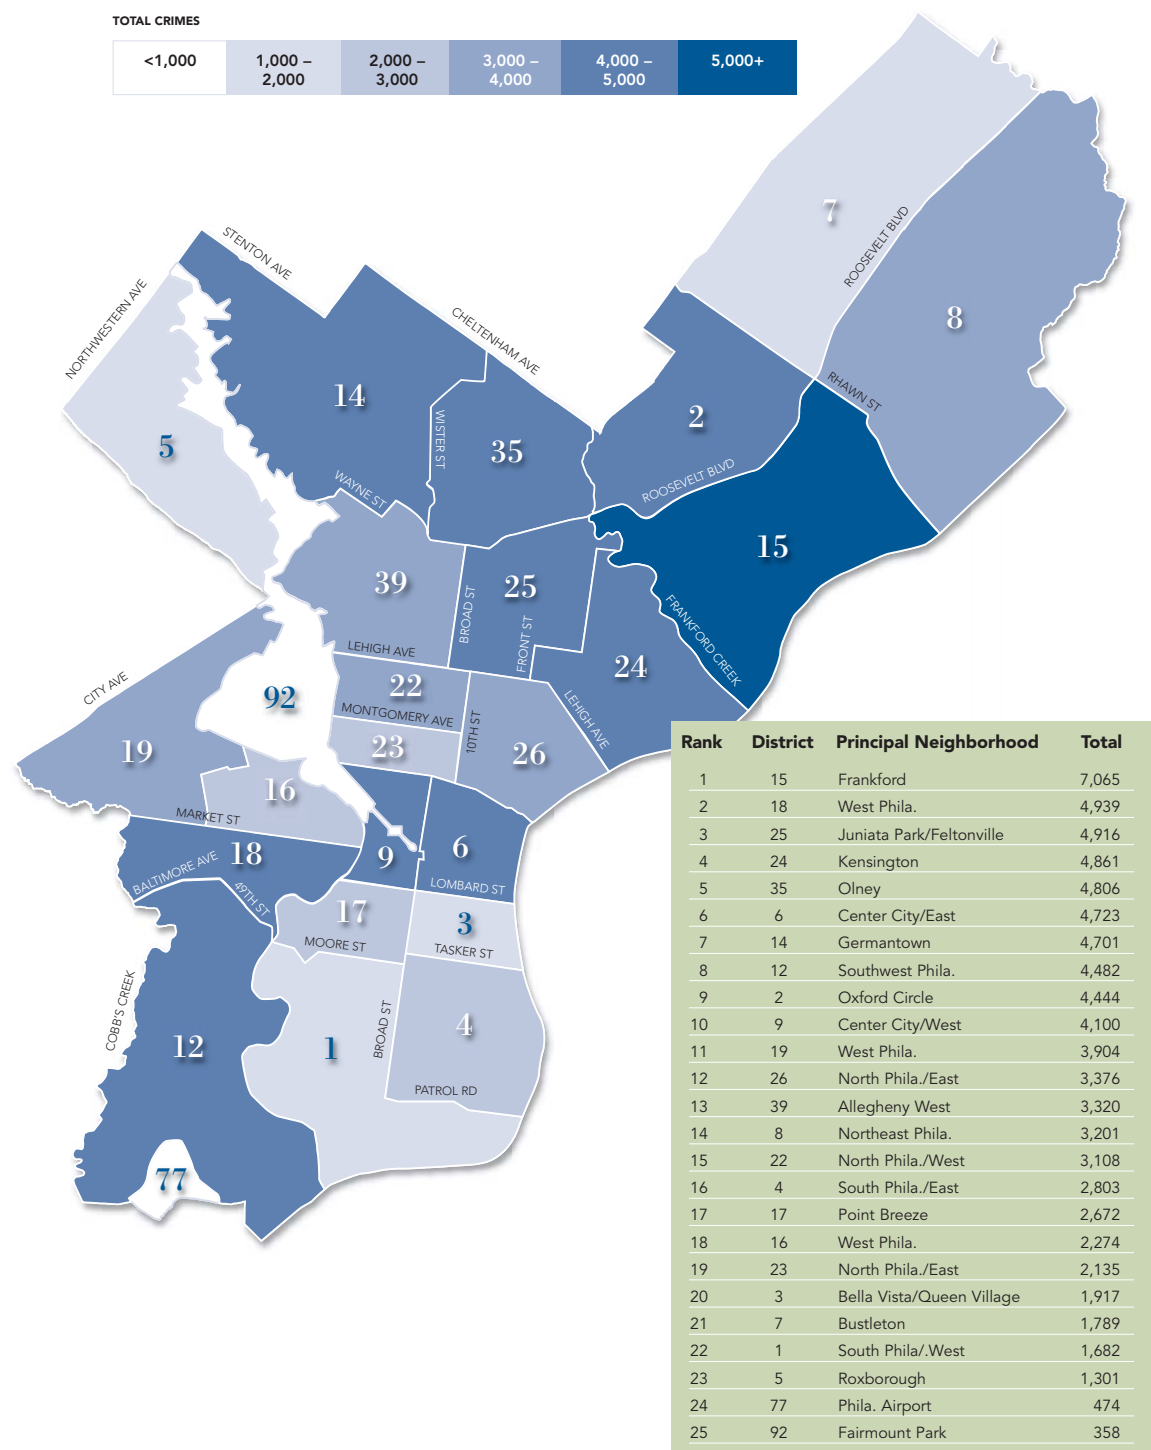 TOTAL CRIMES
<1,000
1,000 –
2,000
2,000 –
3,000
3,000 –
4,000
4,000 –
5,000
5,000+
7
ROOSEVELT BLVD
8
STENTON AVE
NORTHWESTERN AVE
CHELTENHAM AVE
RHAWN ST
14
2
5
WISTER ST
35
ROOSEVELT BLVD
WAYNE ST
15
39
25
BROAD ST
FRONT ST
FRANKFORD CREEK
LEHIGH AVE
24
CITY AVE
92
22
MONTGOMERY AVE
10TH ST
LEHIGH AVE
19
23
26
16
MARKET ST
18
9
6
BALTIMORE AVE
49TH ST
LOMBARD ST
17
3
MOORE ST
TASKER ST
COBB'S CREEK
BROAD ST
4
12
1
PATROL RD
77
Rank District Principal Neighborhood Total
1 15 Frankford 7,065
2 18 West Phila. 4,939
3 25 Juniata Park/Feltonville 4,916
4 24 Kensington 4,861
5 35 Olney 4,806
6 6 Center City/East 4,723
7 14 Germantown 4,701
8 12 Southwest Phila. 4,482
9 2 Oxford Circle 4,444
10 9 Center City/West 4,100
11 19 West Phila. 3,904
12 26 North Phila./East 3,376
13 39 Allegheny West 3,320
14 8 Northeast Phila. 3,201
15 22 North Phila./West 3,108
16 4 South Phila./East 2,803
17 17 Point Breeze 2,672
18 16 West Phila. 2,274
19 23 North Phila./East 2,135
20 3 Bella Vista/Queen Village 1,917
21 7 Bustleton 1,789
22 1 South Phila/.West 1,682
23 5 Roxborough 1,301
24 77 Phila. Airport 474
25 92 Fairmount Park 358